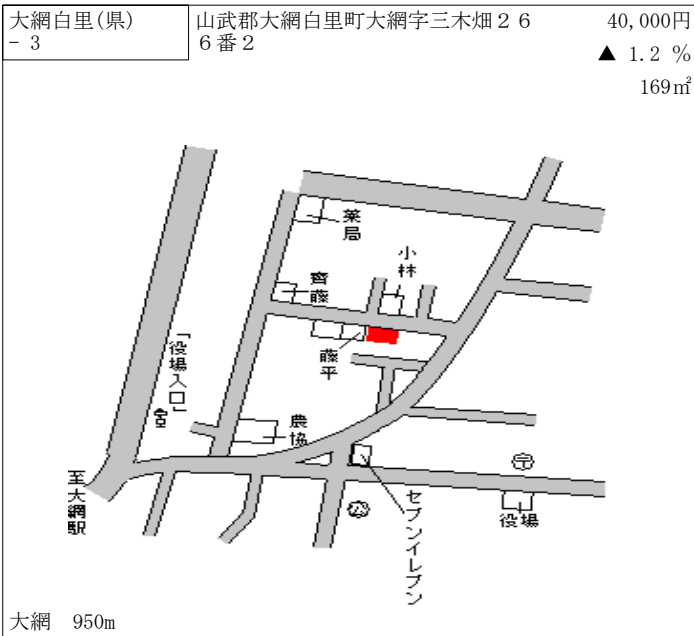 大網白里(県)
- 3
山武郡大網白里町大網字三木畑２６
６番２
40,000円
▲ 1.2 %
169㎡
薬局
小林
齊藤
藤平
「役場入口」
農協
至大網駅
セブンイレブン
役場
大網 950m